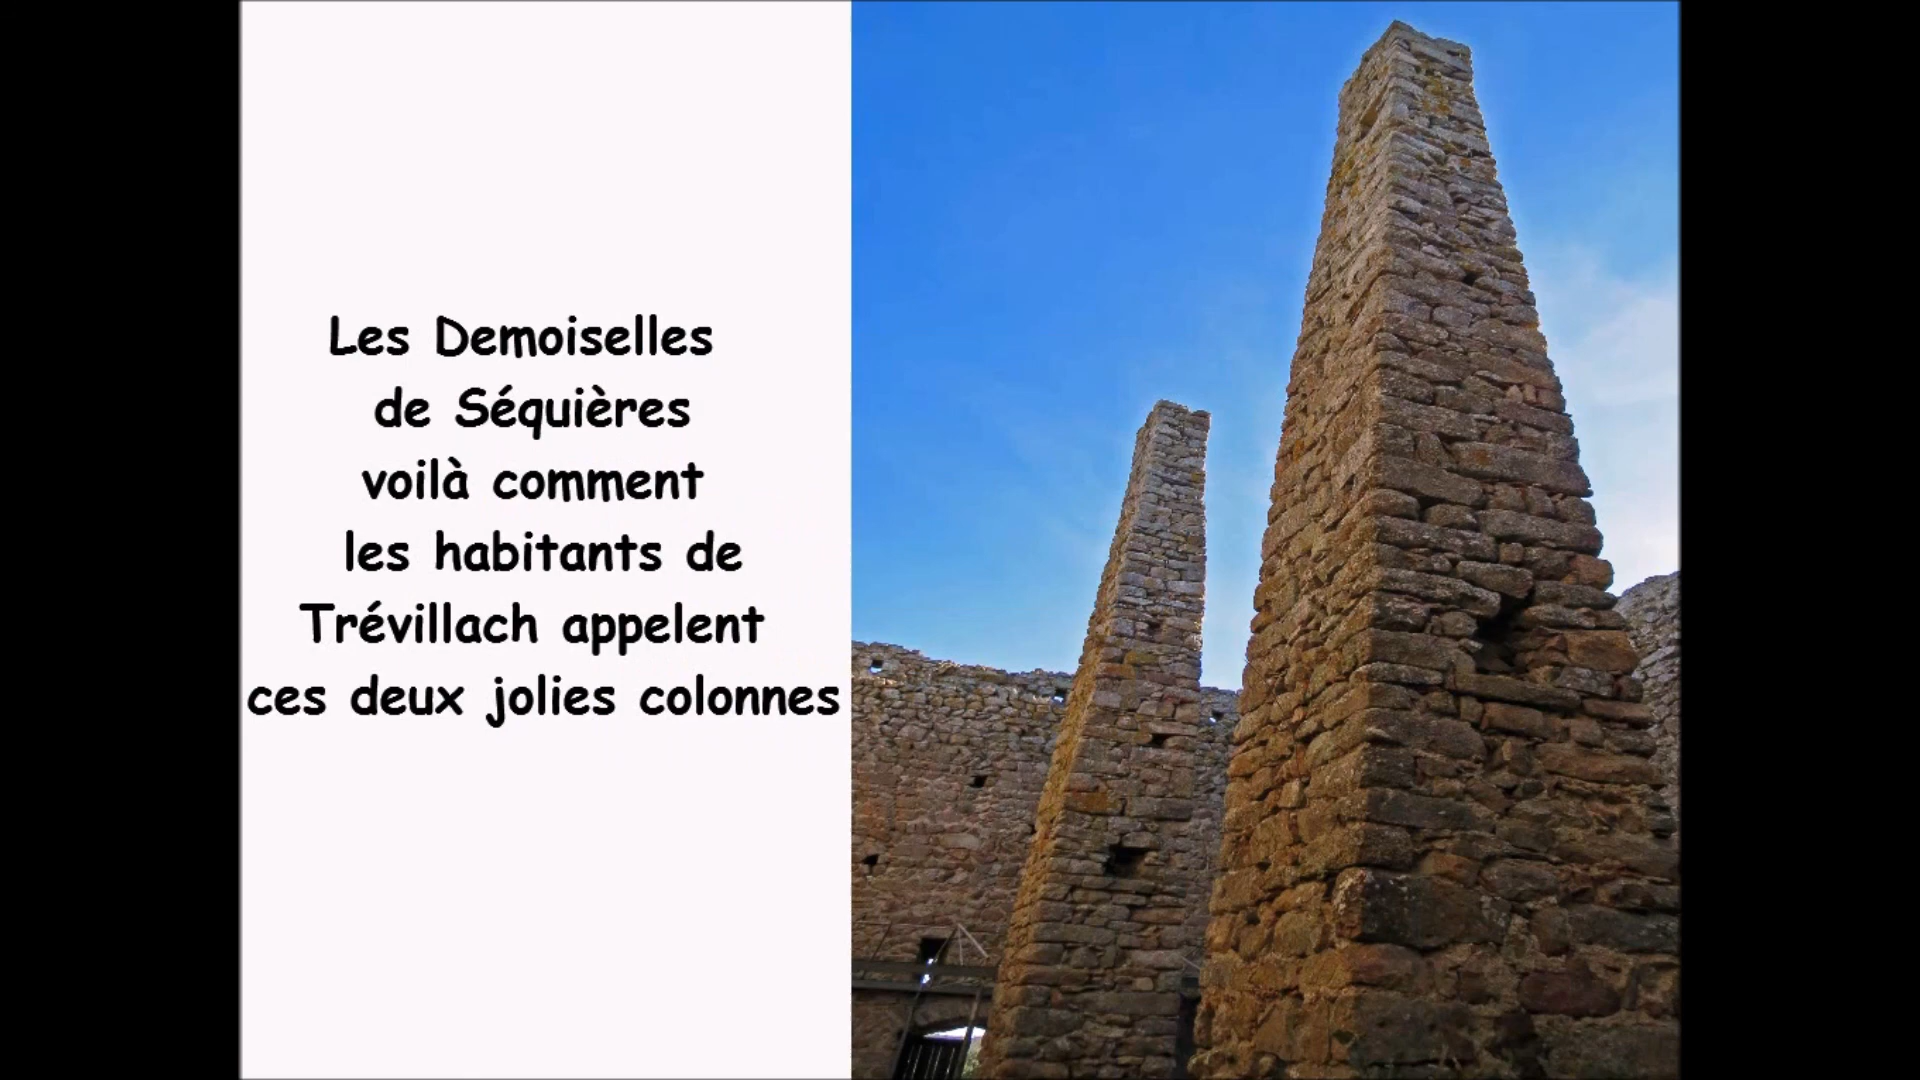 Les Demoiselles
de Séquières
voilà comment
les habitants de
Trévillach appelent
ces deux jolies colonnes